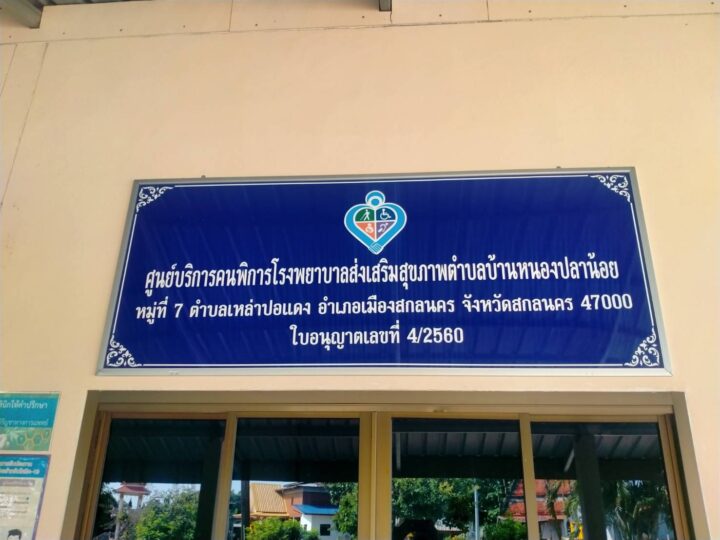 ศูนย์บริการคนพิการโรงพยาบาลส่งเสริมสุขภาพตำบลบ้านหนองปลาน้อย
หมู่ที่ 7 ตำบลเหล่าปอแดง อำเภอเมืองสกลนคร จังหวัดสกลนคร 47000
ใบอนุญาตเลขที่ 4/2560